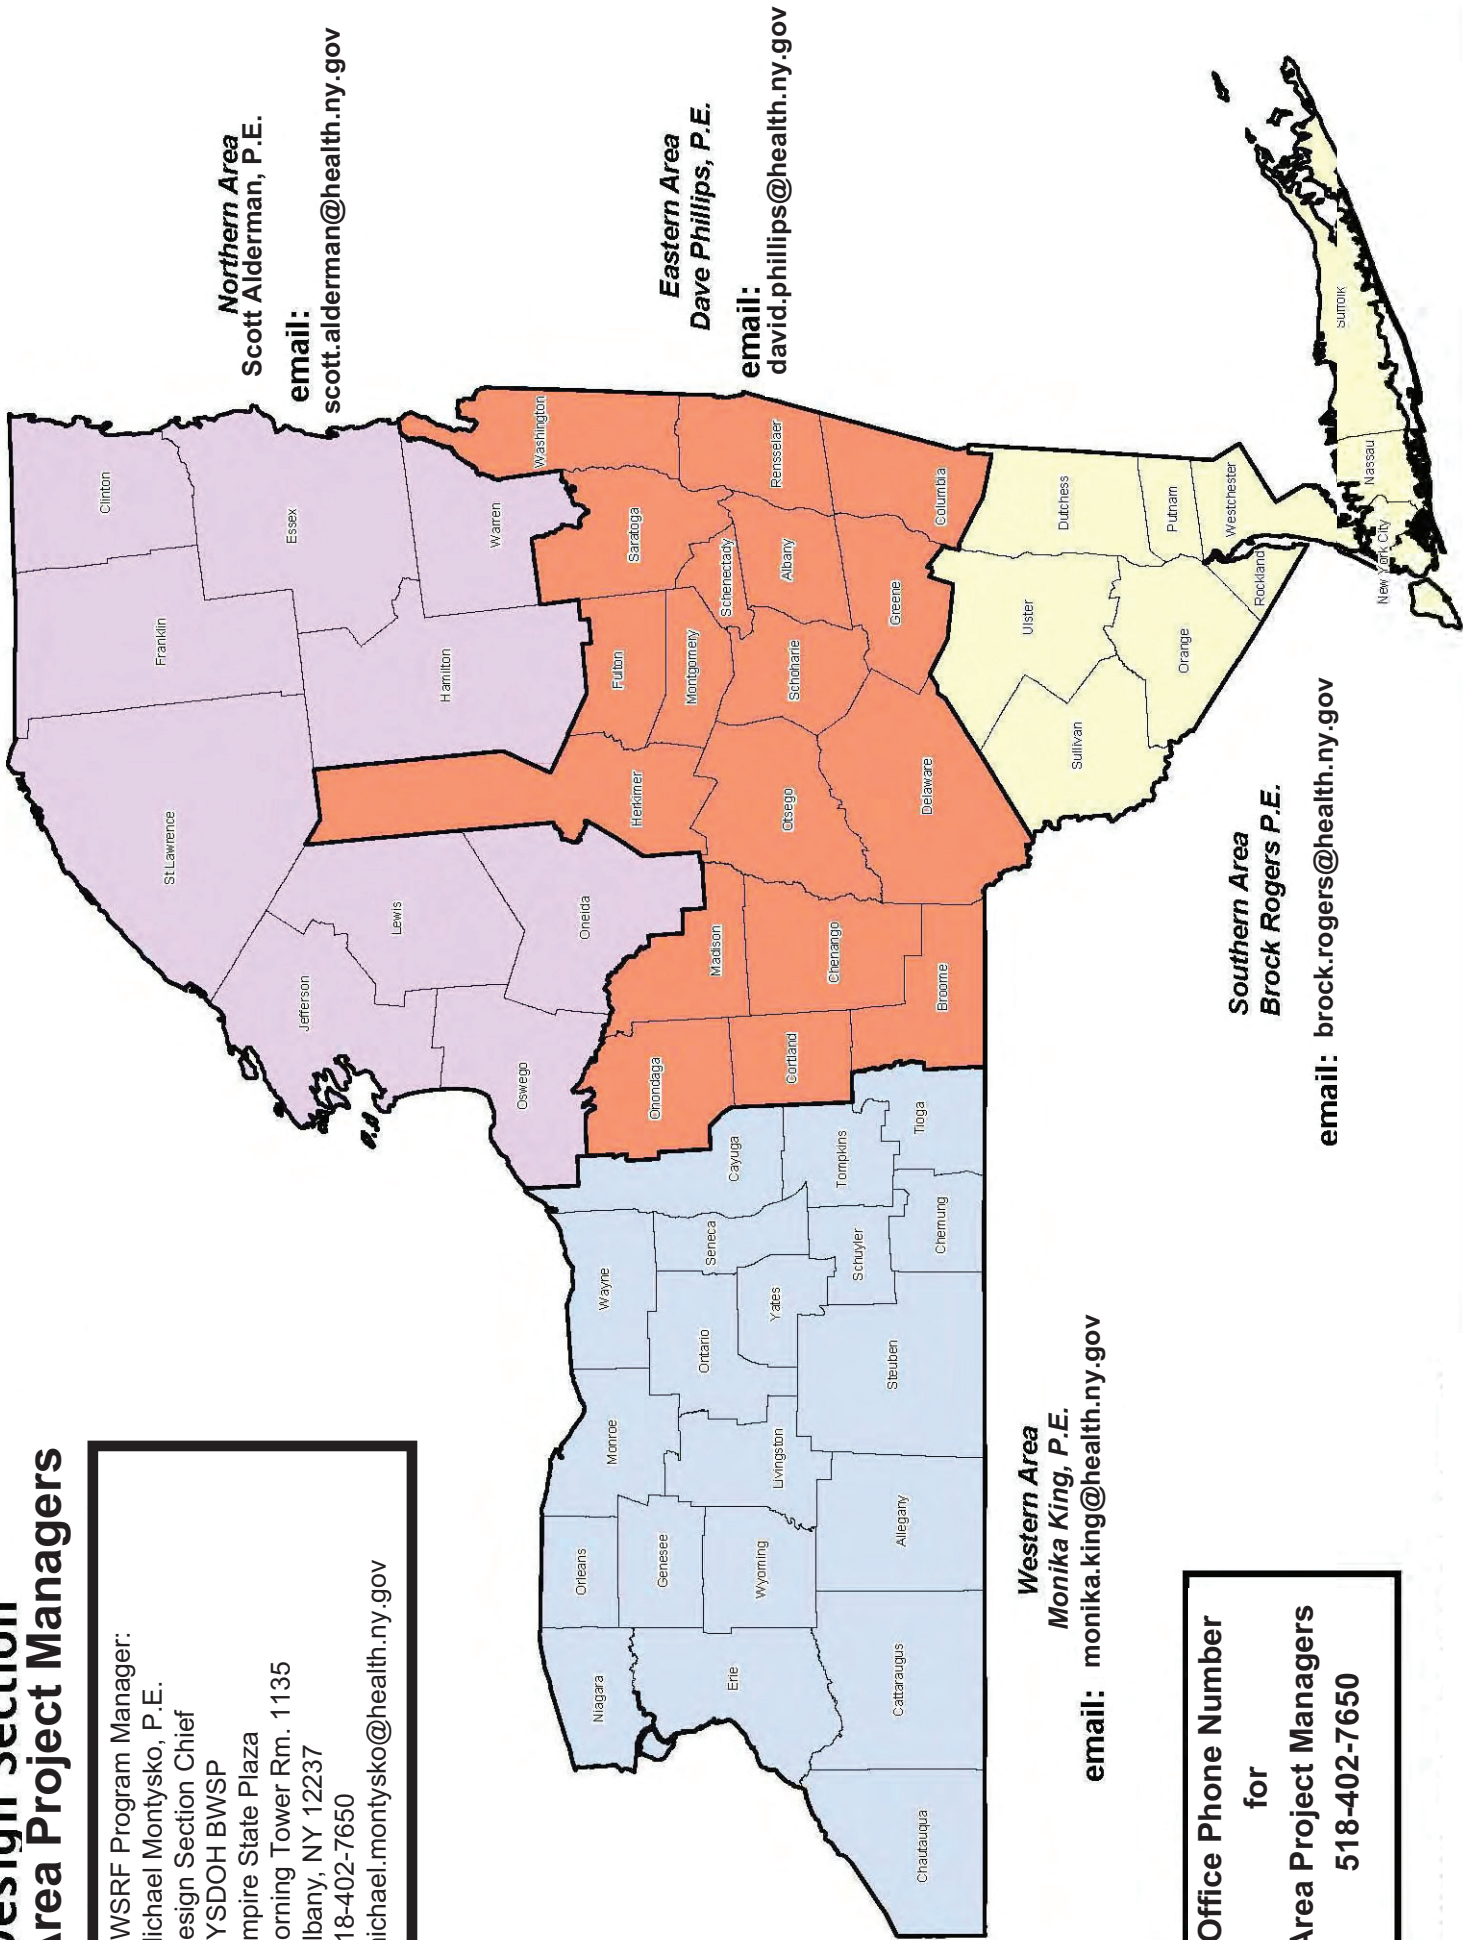 Design Section
Area Project Managers
WSRF Program Manager:
ichael Montysko, P.E.
esign Section Chief
YSDOH BWSP
mpire State Plaza
orning Tower Rm. 1135
lbany, NY 12237
18-402-7650
ichael.montysko@health.ny.gov
Northern Area
Scott Alderman, P.E.
email:
scott.alderman@health.ny.gov
Eastern Area
Dave Phillips, P.E.
email:
david.phillips@health.ny.gov
Clinton
Franklin
St.Lawrence
Essex
Jefferson
Lewis
Hamilton
Warren
Washington
Oswego
Oneida
Herkimer
Fulton
Saratoga
Niagara
Orleans
Monroe
Wayne
Onondaga
Madison
Montgomery
Schenectady
Rensselaer
Genesee
Ontario
Seneca
Cayuga
Erie
Wyoming
Livingston
Yates
Cortland
Otsego
Schoharie
Albany
Tompkins
Schuyler
Chenango
Greene
Columbia
Chautauqua
Cattaraugus
Allegany
Steuben
Chemung
Tioga
Broome
Delaware
Ulster
Dutchess
Sullivan
Orange
Putnam
Westchester
Rockland
New York City
Nassau
Suffolk
Western Area
Monika King, P.E.
email: monika.king@health.ny.gov
Southern Area
Brock Rogers P.E.
email: brock.rogers@health.ny.gov
Office Phone Number
for
Area Project Managers
518-402-7650